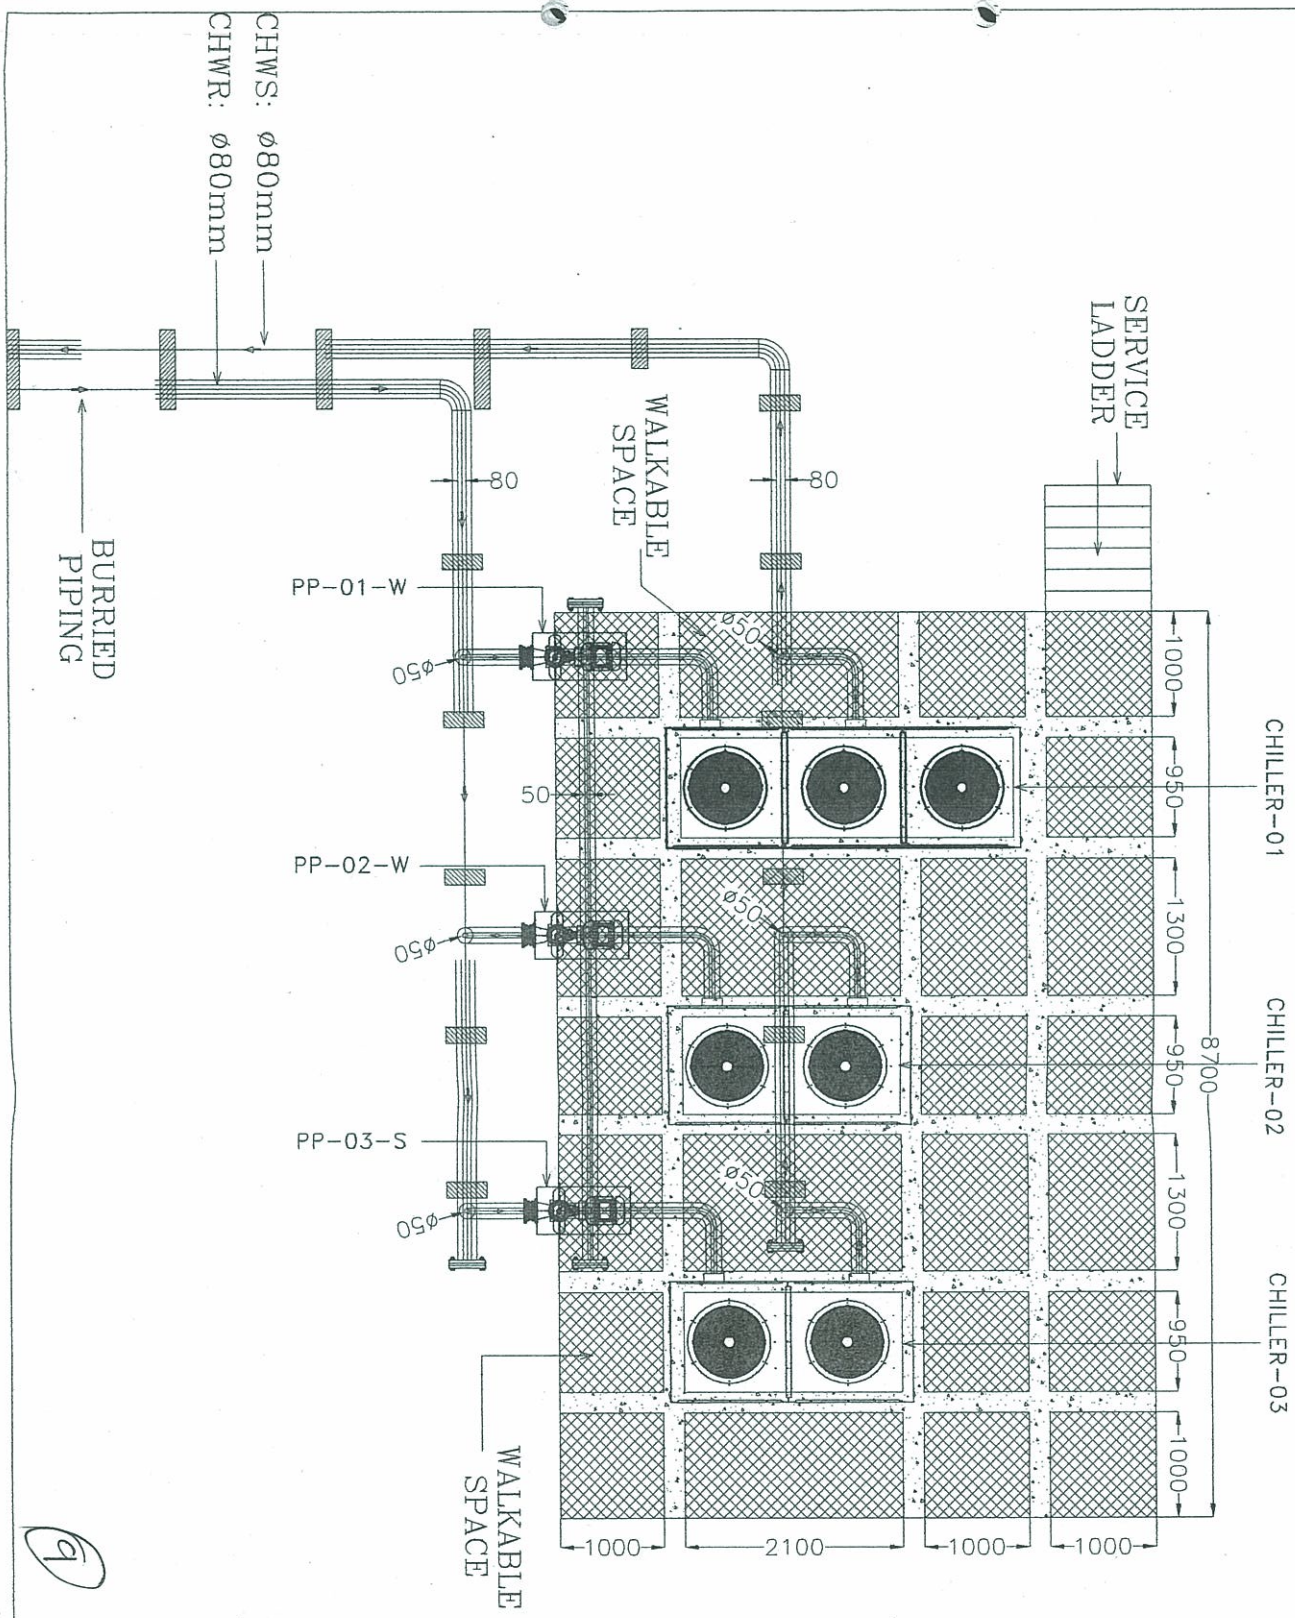 CHILLER-01
CHILLER-02
CHILLER-03
8700
1000
950
1300
950
1300
950
1000
SERVICE
LADDER
1000
1000
2100
1000
WALKABLE
SPACE
80
80
ø50
ø50
ø50
CHWS: ø80mm
CHWR: ø80mm
50
PP-01-W
PP-02-W
PP-03-S
ø50
ø50
ø50
BURRIED
PIPING
WALKABLE
SPACE
9